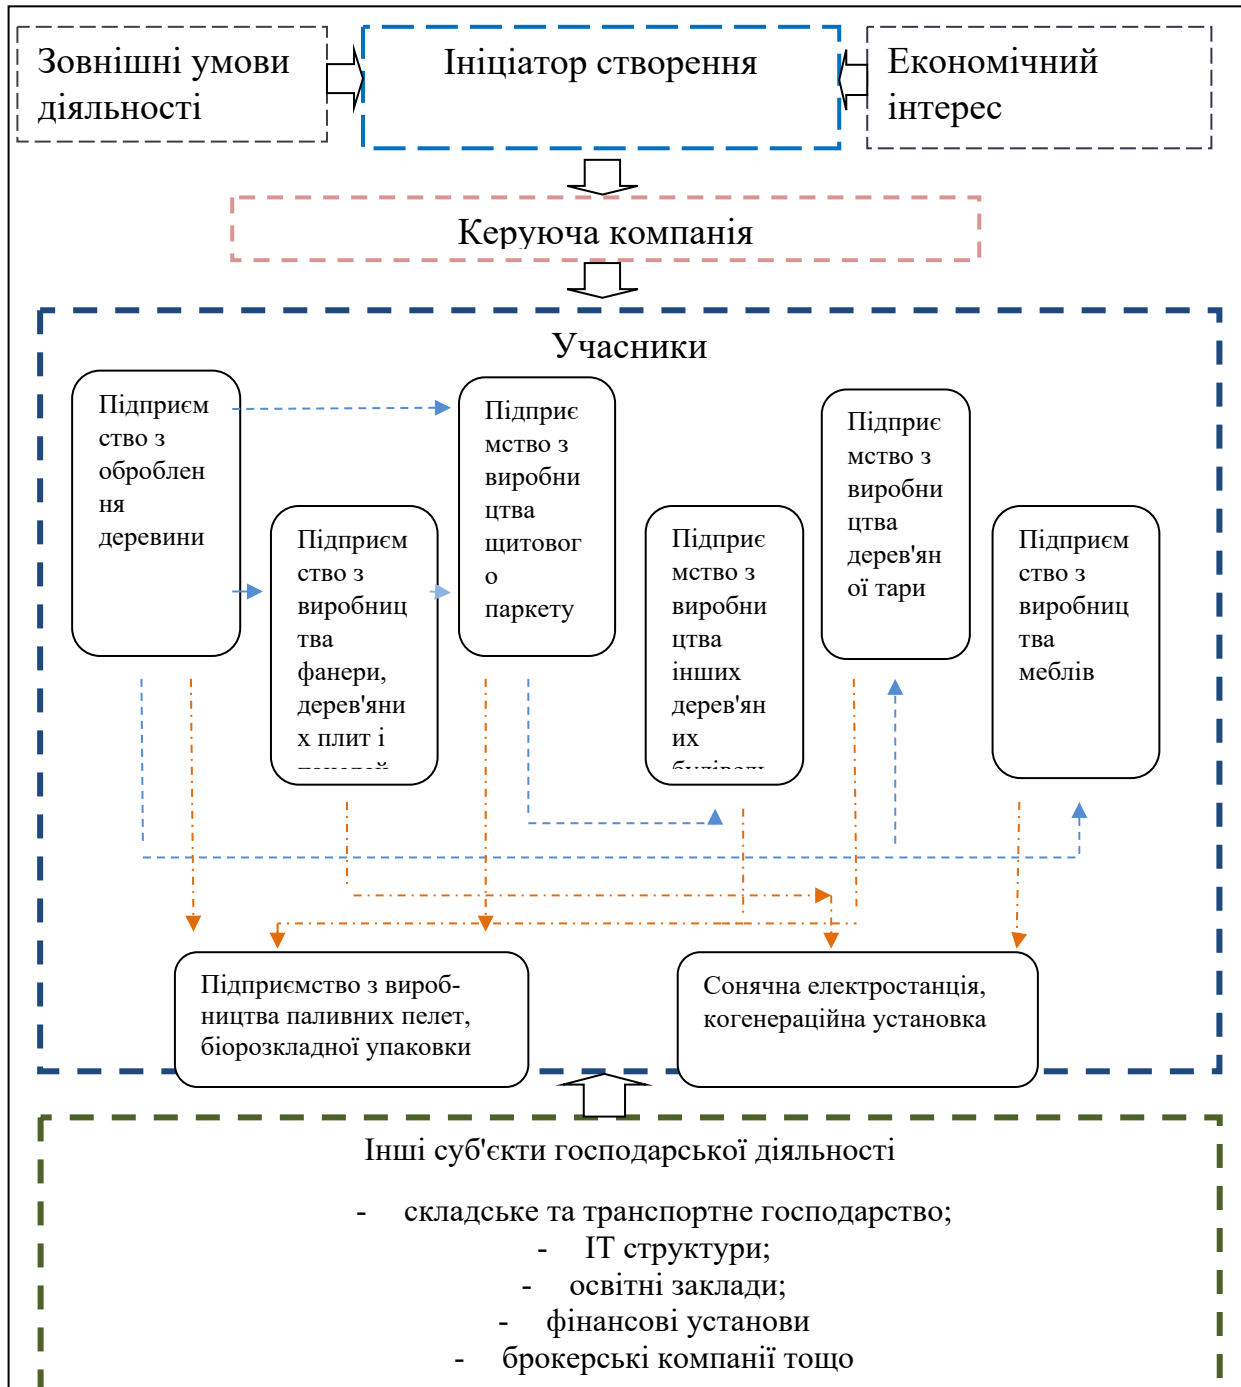 Зовнішні умови
діяльності
Ініціатор створення
Економічний
інтерес
Керуюча компанія
Учасники
Підприєм
ство з
оброблен
ня
деревини
Підприєм
ство з
виробниц
тва
фанери,
дерев'яни
х плит і
Підприє
мство з
виробни
цтва
щитовог
о
паркету
Підприє
мство з
виробни
цтва
інших
дерев'ян
их
Підприє
мство з
виробни
цтва
дерев'ян
ої тари
Підприєм
ство з
виробниц
тва
меблів
Підприємство з вироб-
ництва паливних пелет,
біорозкладної упаковки
Сонячна електростанція,
когенераційна установка
Інші суб'єкти господарської діяльності
- складське та транспортне господарство;
- ІТ структури;
- освітні заклади;
- фінансові установи
- брокерські компанії тощо